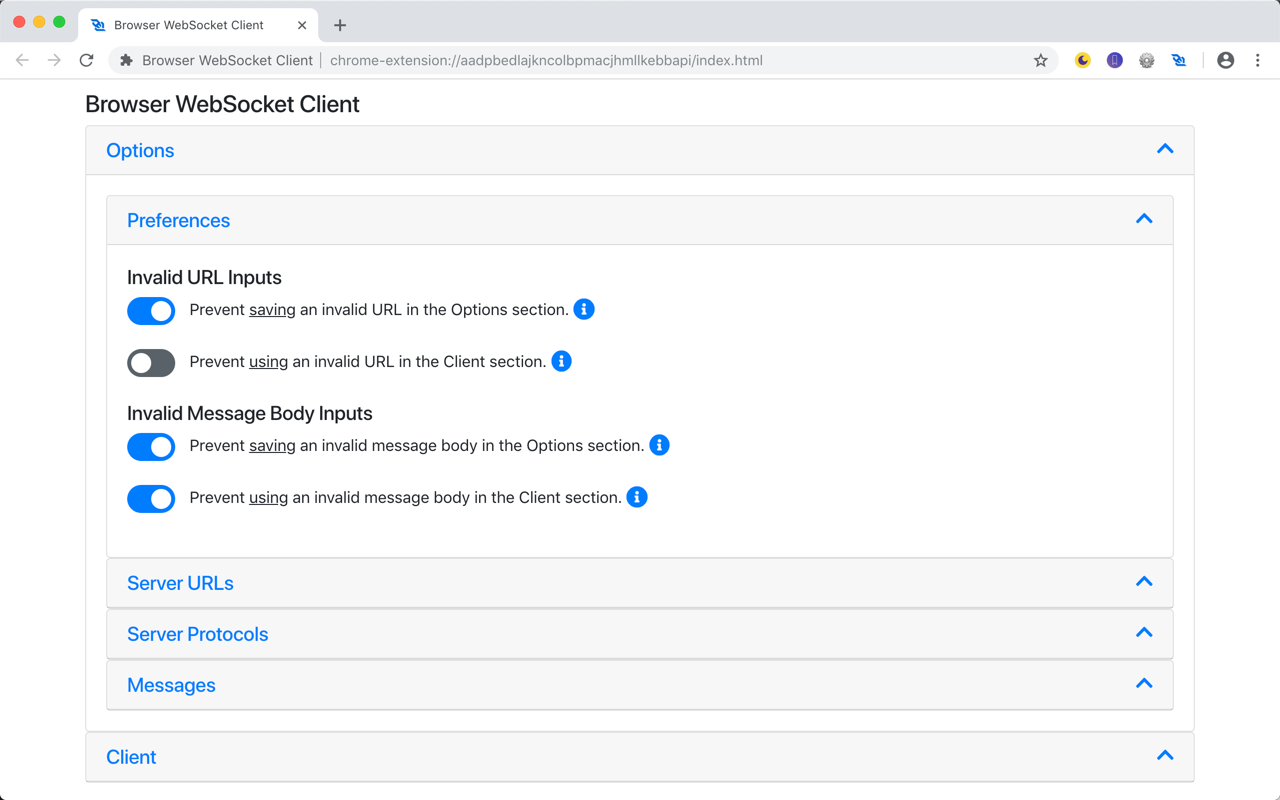 Browser WebSocket Client
Browser WebSocket Client | chrome-extension://aadpbedlajkncolbpmacjhmllkebbapi/index.html
Browser WebSocket Client
Options
Preferences
Invalid URL Inputs
Prevent saving an invalid URL in the Options section.
Prevent using an invalid URL in the Client section.
Invalid Message Body Inputs
Prevent saving an invalid message body in the Options section.
Prevent using an invalid message body in the Client section.
Server URLs
Server Protocols
Messages
Client